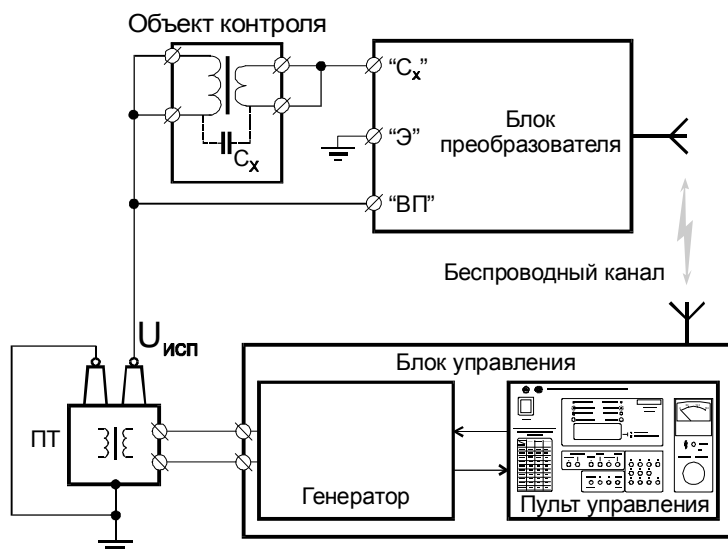 Объект контроля
“Cx”
Блок
преобразователя
“Э”
Cx
“ВП”
Беспроводный канал
Uисп
Блок управления
ПТ
Генератор
Пульт управления